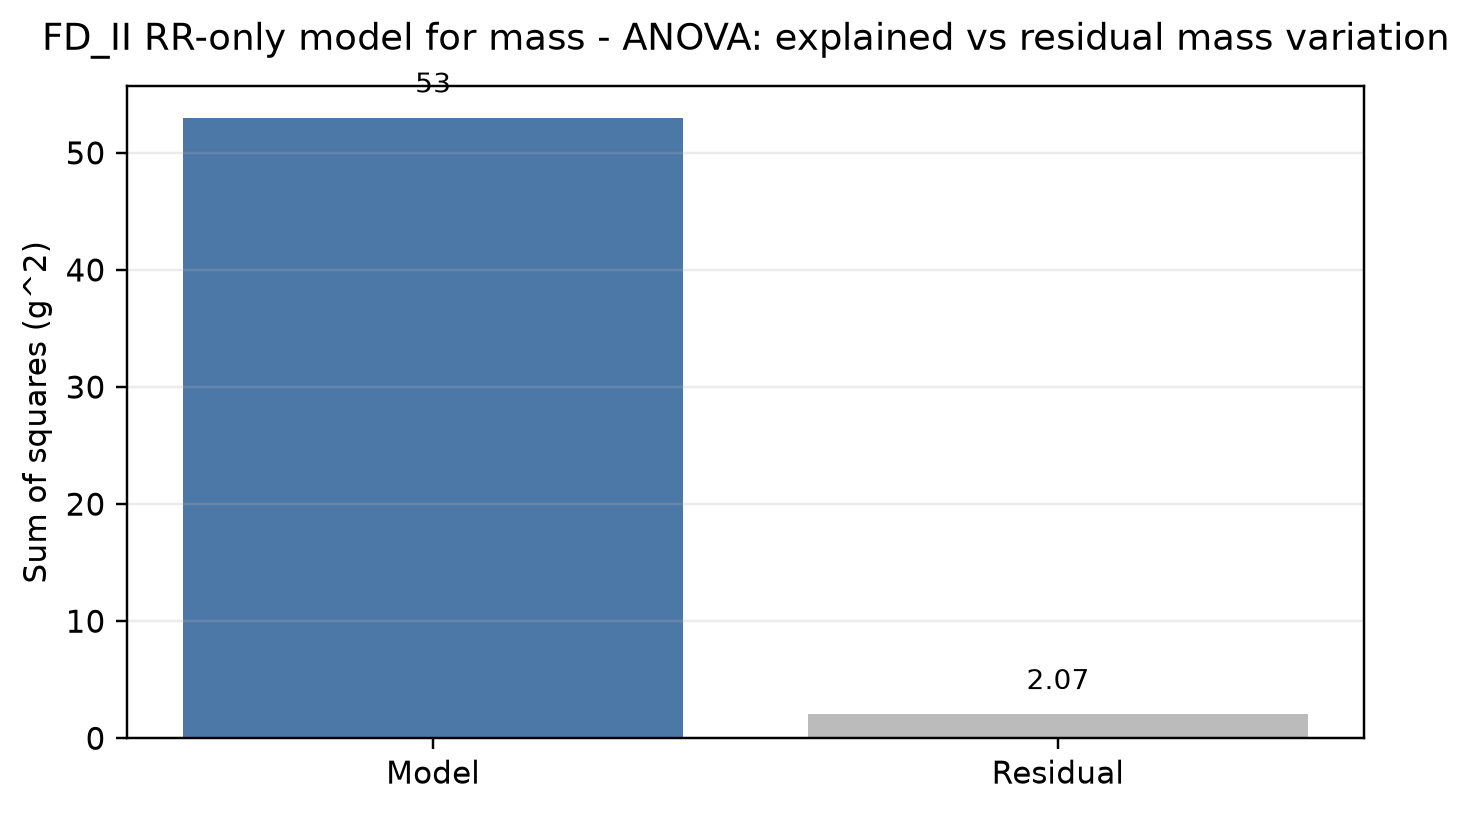 FD_II RR-only model for mass - ANOVA: explained vs residual mass variation
53
50
40
30
20
10
0
Sum of squares (g^2)
2.07
Model
Residual